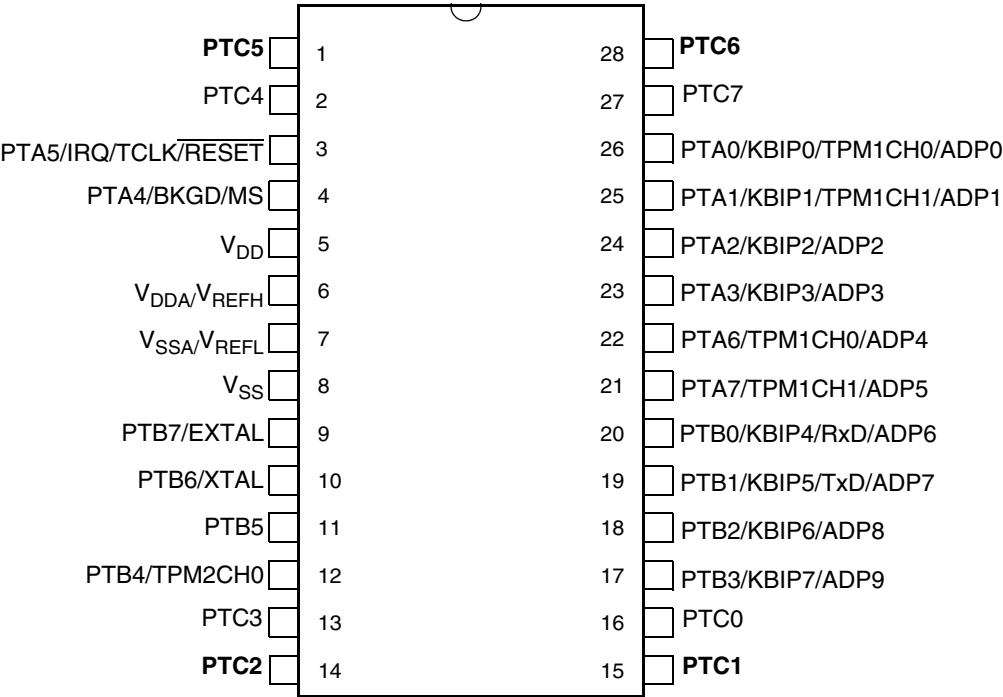 PTC5 1 28 PTC6
PTC4 2 27 PTC7
PTA5/IRQ/TCLK/RESET 3 26 PTA0/KBIP0/TPM1CH0/ADP0
PTA4/BKGD/MS 4 25 PTA1/KBIP1/TPM1CH1/ADP1
VDD 5 24 PTA2/KBIP2/ADP2
VDDA/VREFH 6 23 PTA3/KBIP3/ADP3
VSSA/VREFL 7 22 PTA6/TPM1CH0/ADP4
VSS 8 21 PTA7/TPM1CH1/ADP5
PTB7/EXTAL 9 20 PTB0/KBIP4/RxD/ADP6
PTB6/XTAL 10 19 PTB1/KBIP5/TxD/ADP7
PTB5 11 18 PTB2/KBIP6/ADP8
PTB4/TPM2CH0 12 17 PTB3/KBIP7/ADP9
PTC3 13 16 PTC0
PTC2 14 15 PTC1